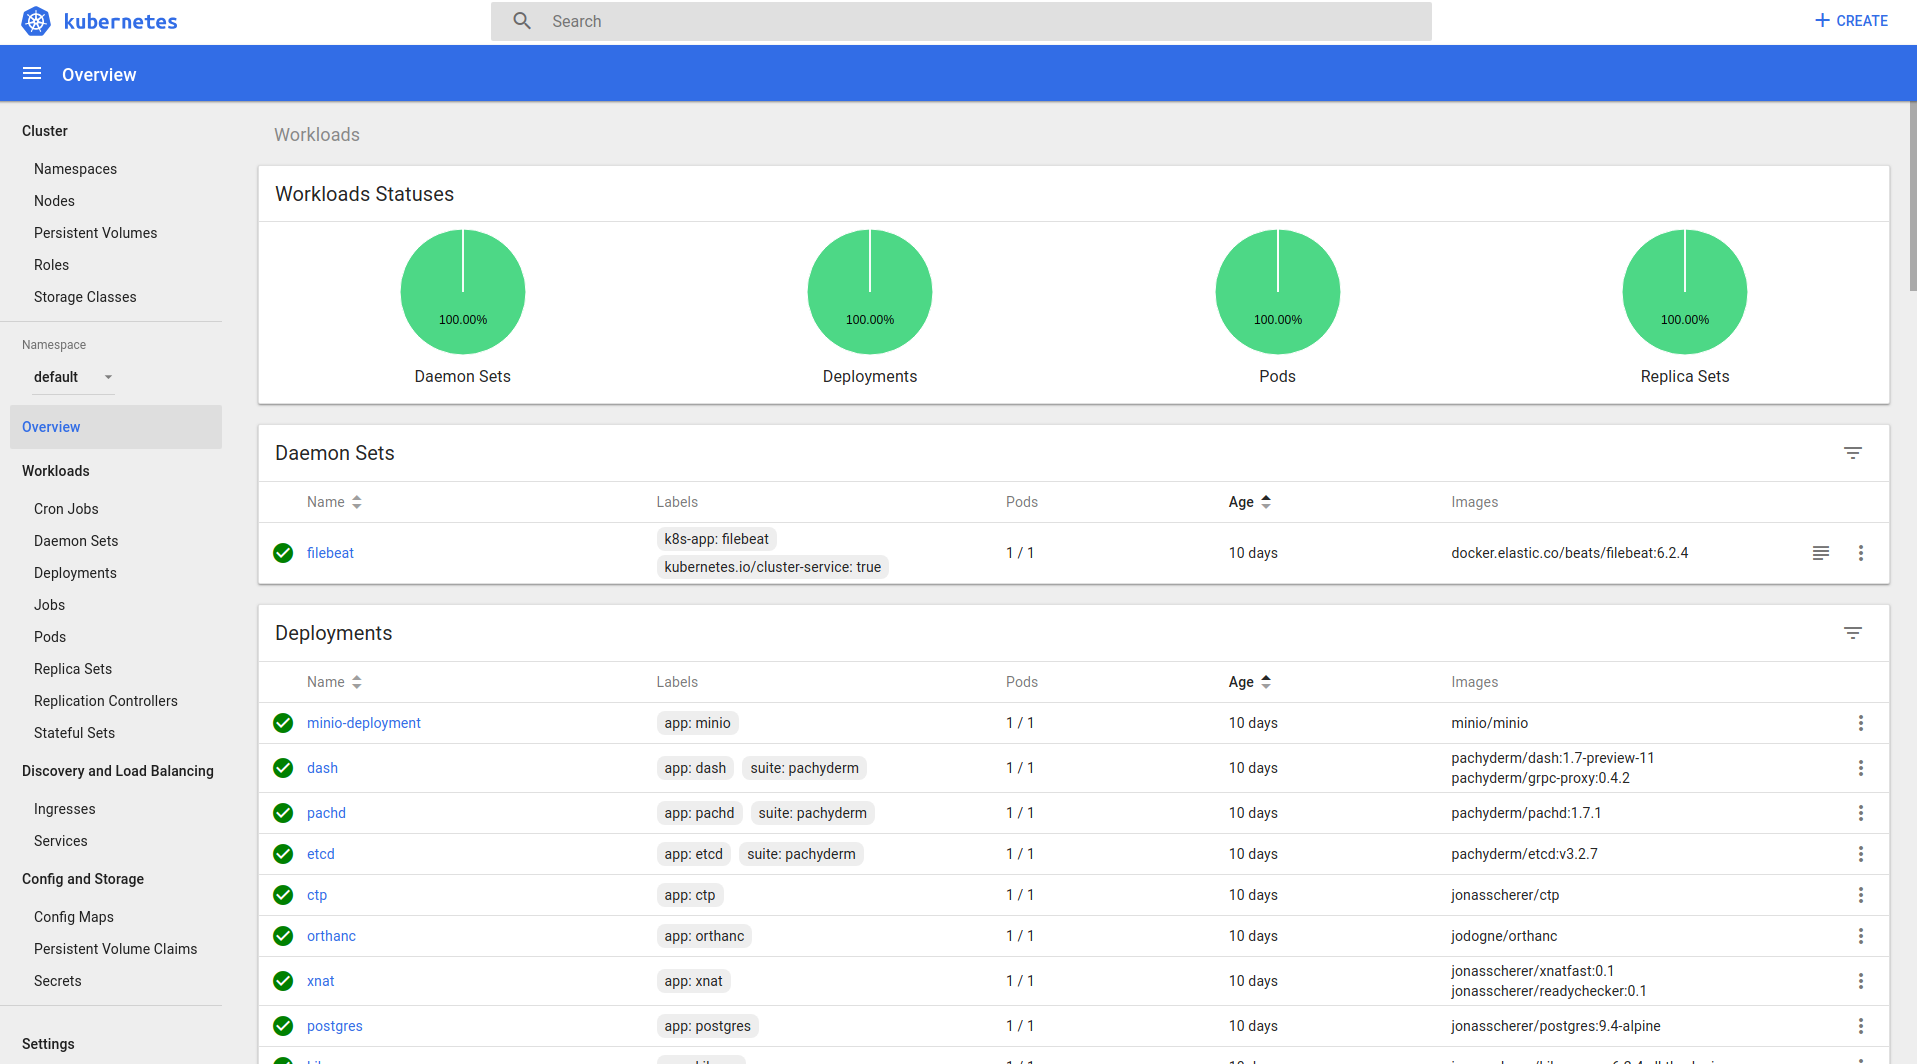 kubernetes
Search
CREATE
Overview
Cluster
Namespaces
Nodes
Persistent Volumes
Roles
Storage Classes
Namespace
default
Overview
Workloads
Cron Jobs
Daemon Sets
Deployments
Jobs
Pods
Replica Sets
Replication Controllers
Stateful Sets
Discovery and Load Balancing
Ingresses
Services
Config and Storage
Config Maps
Persistent Volume Claims
Secrets
Settings
Workloads
Workloads Statuses
100.00% 100.00% 100.00% 100.00%
Daemon Sets Deployments Pods Replica Sets
Daemon Sets
Name Labels Pods Age Images
filebeat k8s-app: filebeat 1 / 1 10 days docker.elastic.co/beats/filebeat:6.2.4
kubernetes.io/cluster-service: true
Deployments
Name Labels Pods Age Images
minio-deployment app: minio 1 / 1 10 days minio/minio
dash app: dash suite: pachyderm 1 / 1 10 days pachyderm/dash:1.7-preview-11
pachyderm/grpc-proxy:0.4.2
pachd app: pachd suite: pachyderm 1 / 1 10 days pachyderm/pachd:1.7.1
etcd app: etcd suite: pachyderm 1 / 1 10 days pachyderm/etcd:v3.2.7
ctp app: ctp 1 / 1 10 days jonasscherer/ctp
orthanc app: orthanc 1 / 1 10 days jodogne/orthanc
xnat app: xnat 1 / 1 10 days jonasscherer/xnatfast:0.1
jonasscherer/readychecker:0.1
postgres app: postgres 1 / 1 10 days jonasscherer/postgres:9.4-alpine